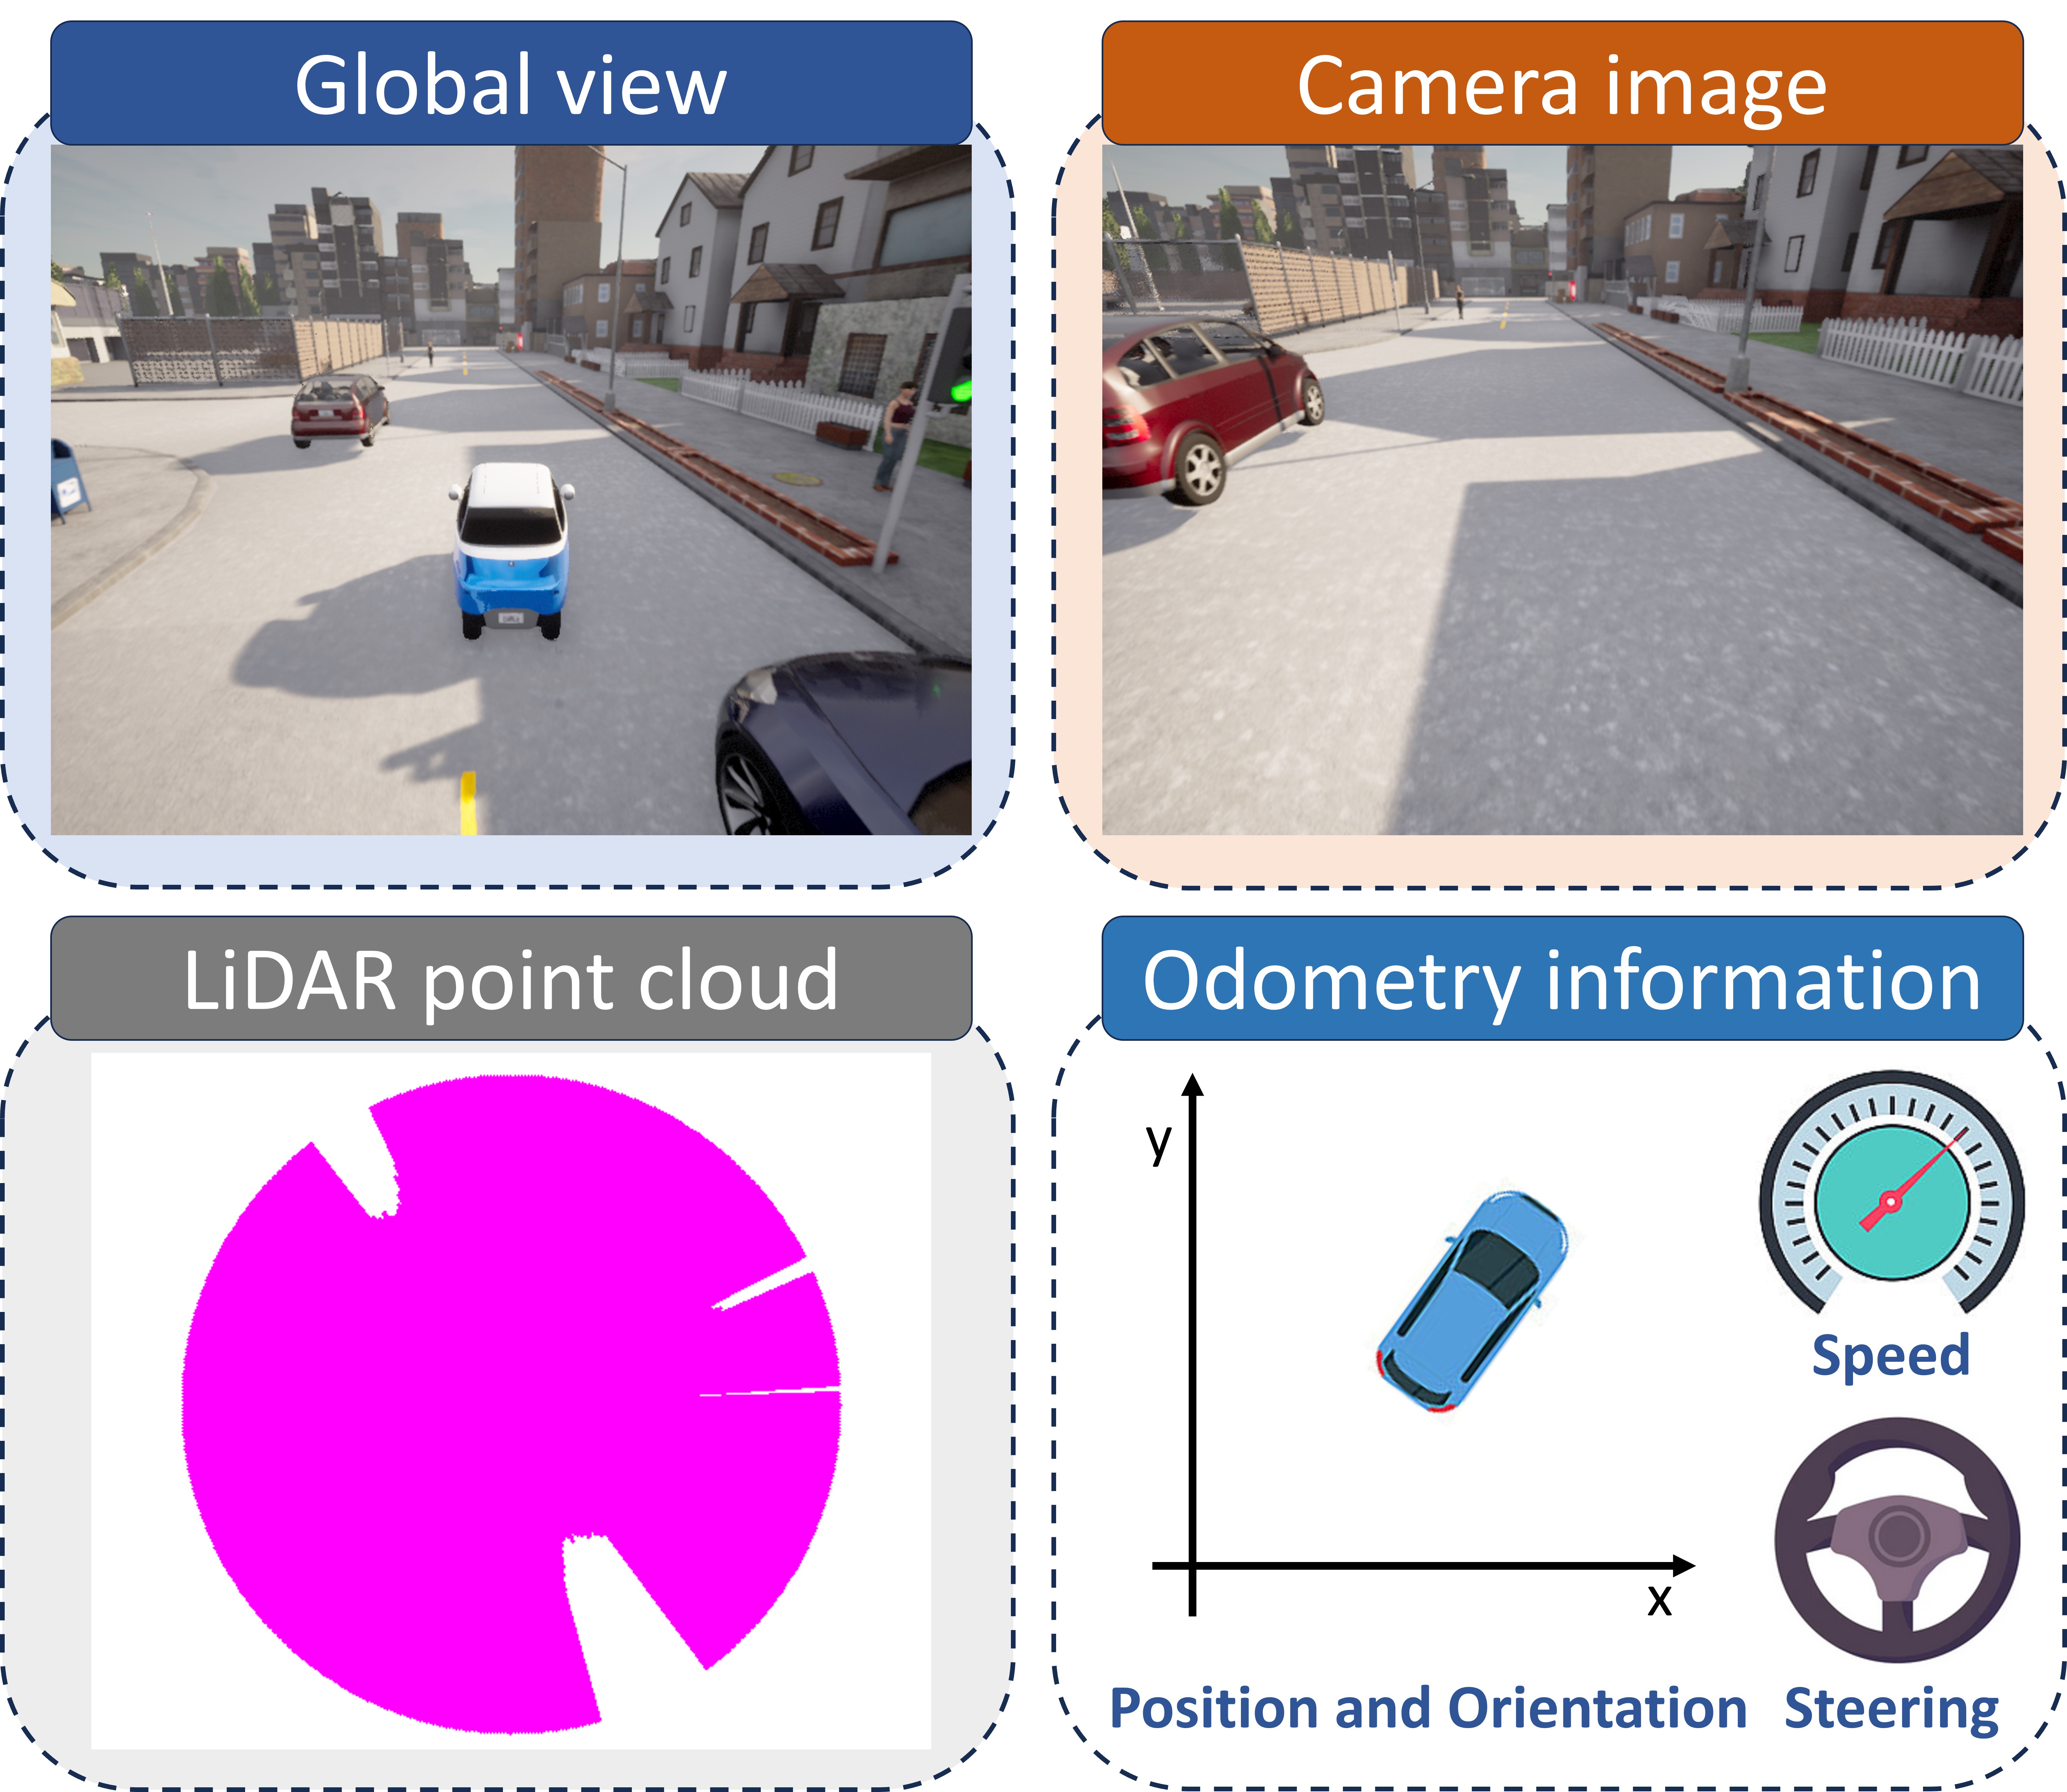 Global view
Camera image
LiDAR point cloud
Odometry information
y
x
Speed
Position and Orientation
Steering